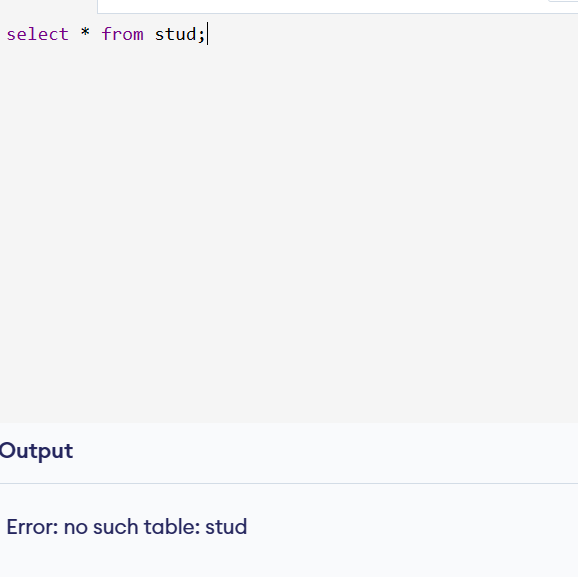 select * from stud;
Output
Error: no such table: stud